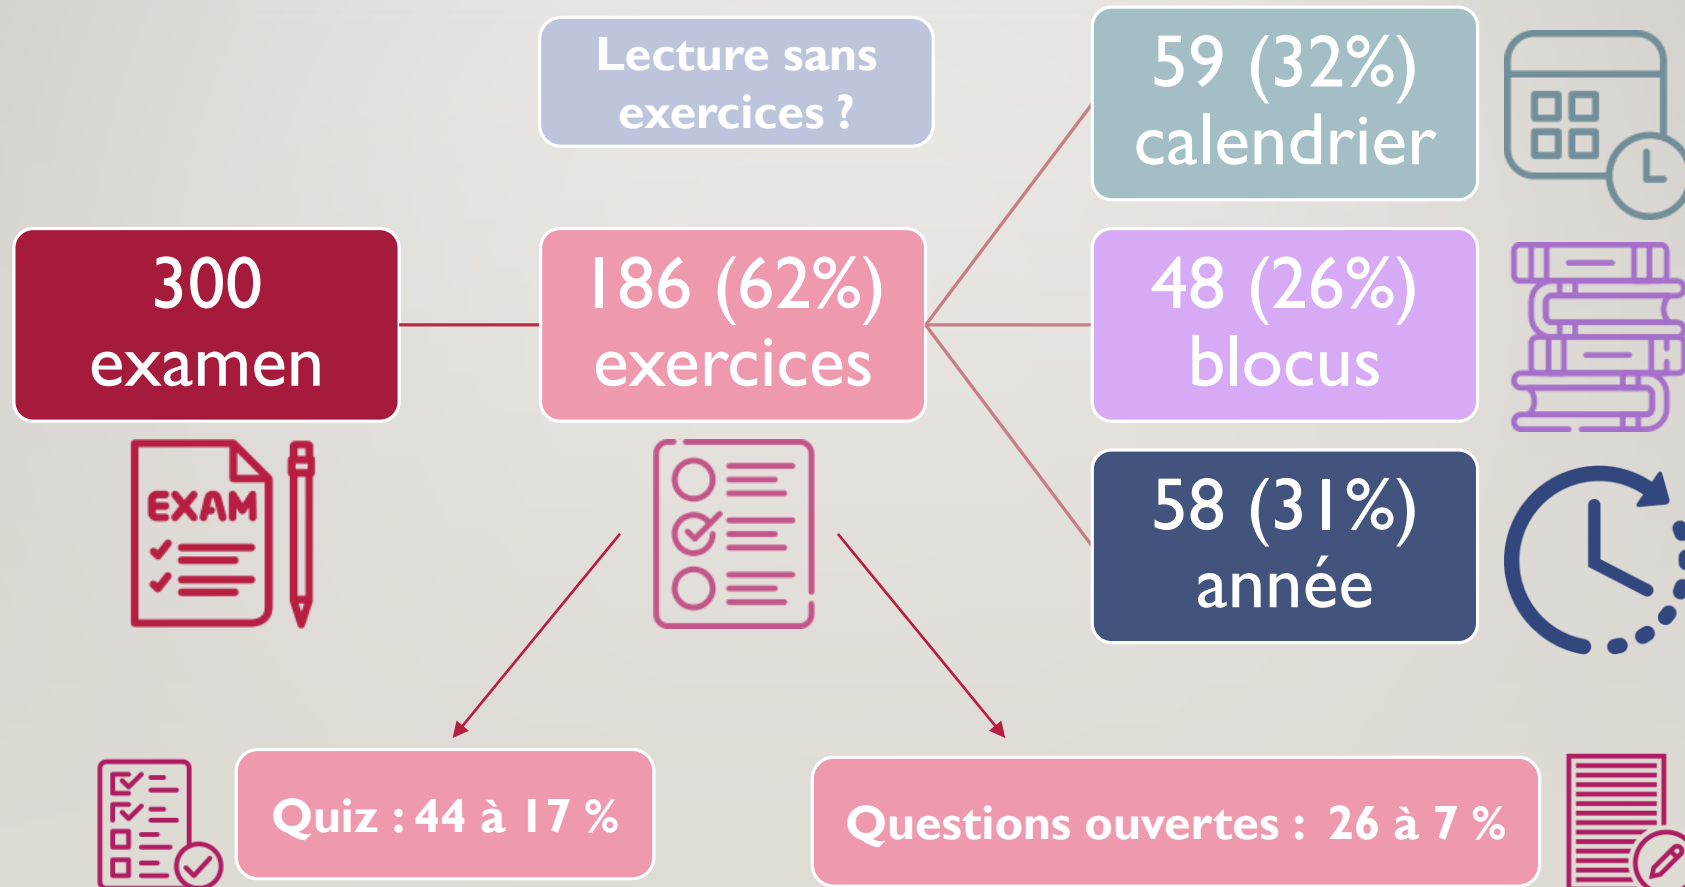 Lecture sans
exercices ?
59 (32%)
calendrier
300
examen
186 (62%)
exercices
48 (26%)
blocus
EXAM
58 (31%)
année
Quiz : 44 à 17 %
Questions ouvertes : 26 à 7 %